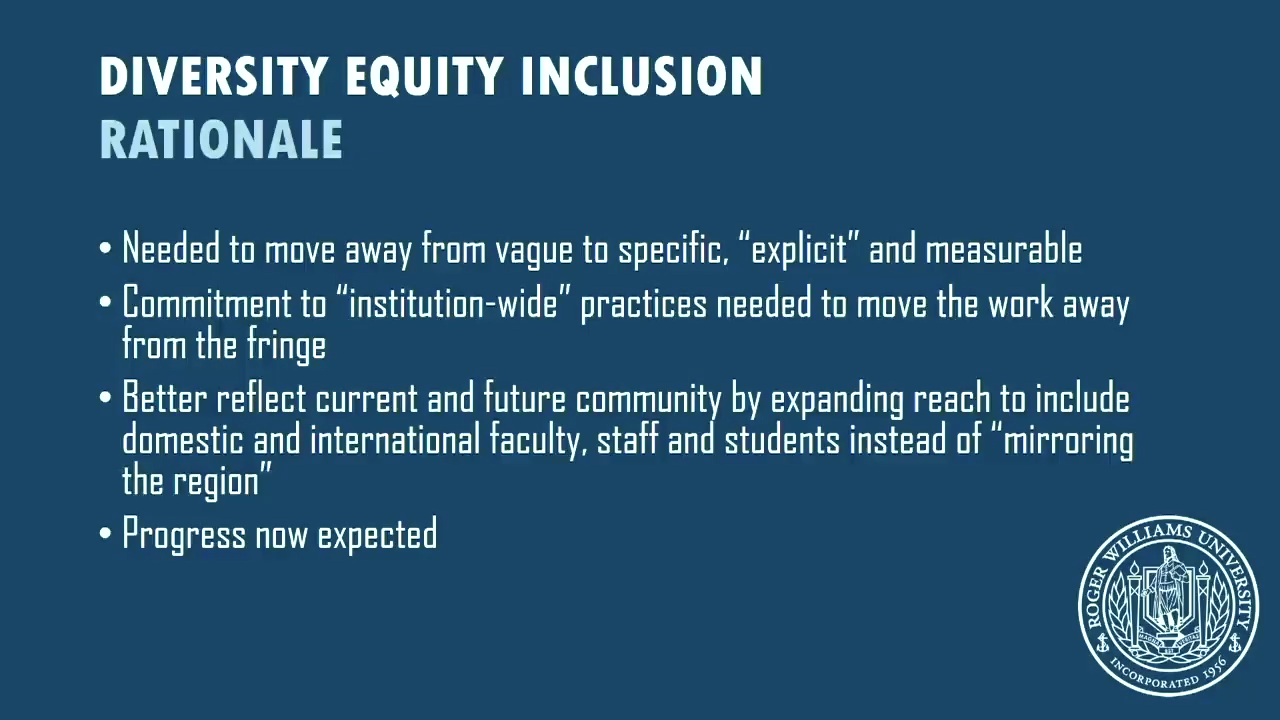 DIVERSITY EQUITY INCLUSION
RATIONALE
• Needed to move away from vague to specific, “explicit” and measurable
• Commitment to “institution-wide” practices needed to move the work away
from the fringe
• Better reflect current and future community by expanding reach to include
domestic and international faculty, staff and students instead of “mirroring
the region”
• Progress now expected
ROGER WILLIAMS UNIVERSITY
INCORPORATED 1956